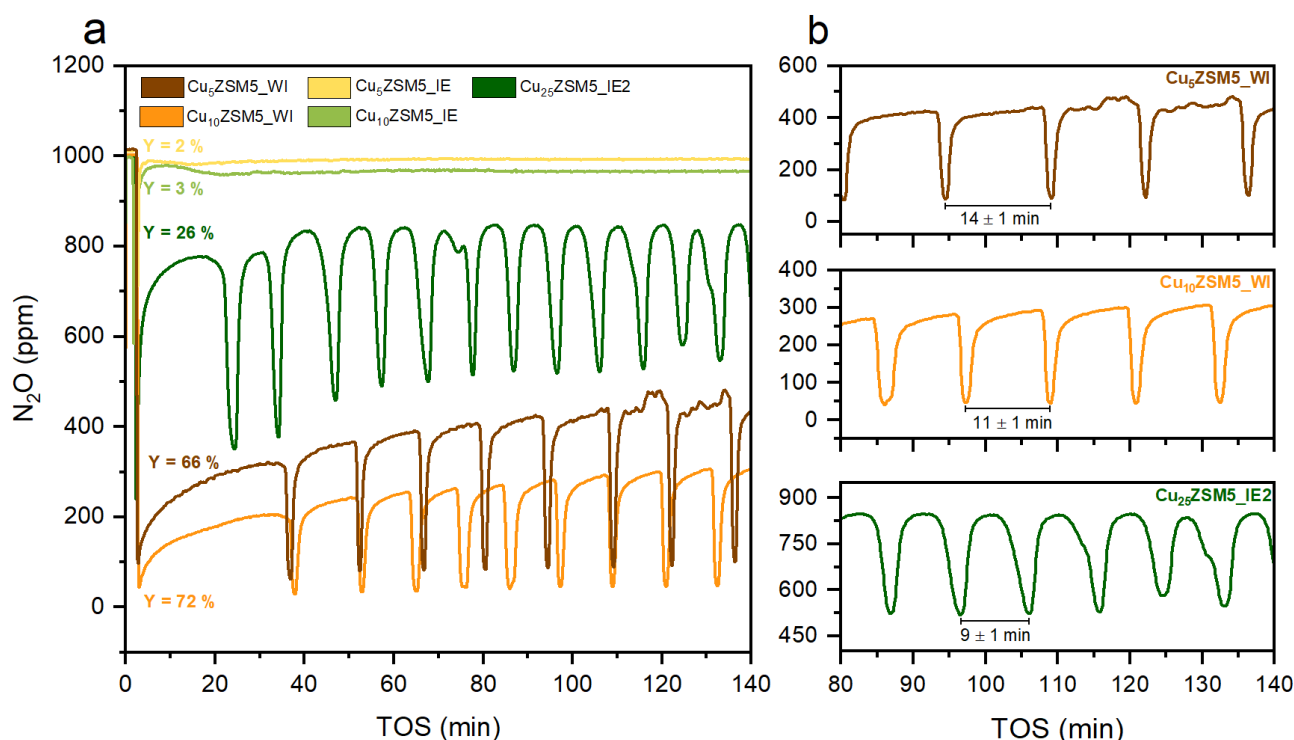 a
1200
1000
800
600
400
200
0
N₂O (ppm)
Cu₅ZSM5_WI
Cu₅ZSM5_IE
Cu₂₅ZSM5_IE2
Cu₁₀ZSM5_WI
Cu₁₀ZSM5_IE
Y = 2 %
Y = 3 %
Y = 26 %
Y = 66 %
Y = 72 %
0 20 40 60 80 100 120 140
TOS (min)
b
Cu₅ZSM5_WI
600
400
200
0
14 ± 1 min
Cu₁₀ZSM5_WI
400
300
200
100
0
11 ± 1 min
Cu₂₅ZSM5_IE2
900
750
600
450
9 ± 1 min
80 90 100 110 120 130 140
TOS (min)